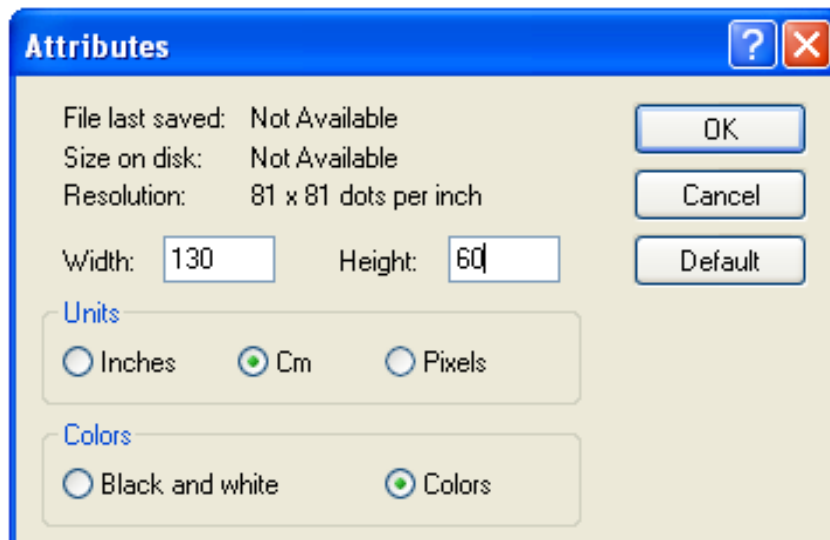 Attributes
File last saved: Not Available
OK
Size on disk: Not Available
Resolution: 81 x 81 dots per inch
Cancel
Width: 130 Height: 60
Default
Units
Inches Cm Pixels
Colors
Black and white Colors